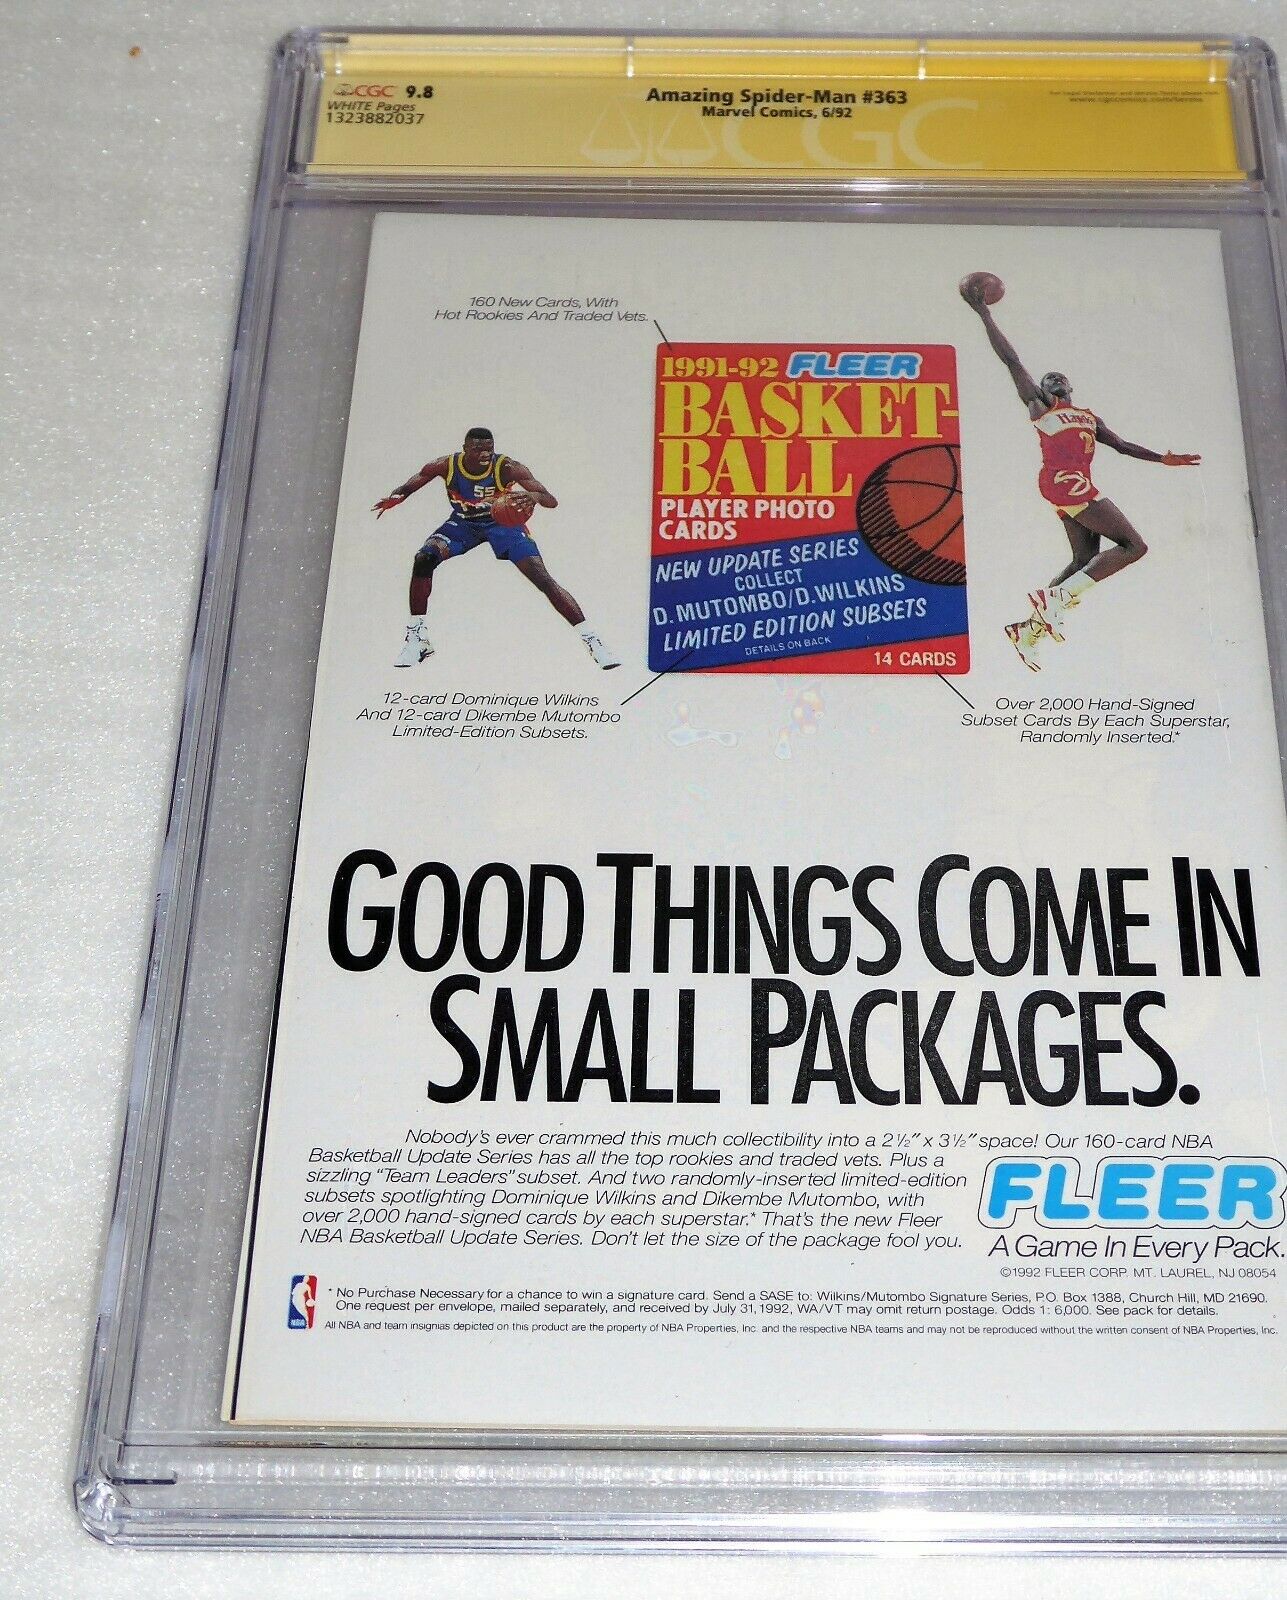 CGC 9.8
WHITE Pages
1323882037
Amazing Spider-Man #363
Marvel Comics, 6/92
www.cgccomics.com/terms
CGC
160 New Cards, With
Hot Rookies And Traded Vets.
1991-92 FLEER
BASKET-
BALL
PLAYER PHOTO
CARDS
NEW UPDATE SERIES
COLLECT
D. MUTOMBO/D. WILKINS
LIMITED EDITION SUBSETS
DETAILS ON BACK
14 CARDS
55
Hawks
2
12-card Dominique Wilkins
And 12-card Dikembe Mutombo
Limited-Edition Subsets.
Over 2,000 Hand-Signed
Subset Cards By Each Superstar,
Randomly Inserted.*
GOOD THINGS COME IN
SMALL PACKAGES.
Nobody's ever crammed this much collectibility into a 2½" x 3½" space! Our 160-card NBA
Basketball Update Series has all the top rookies and traded vets. Plus a
sizzling "Team Leaders" subset. And two randomly-inserted limited-edition
subsets spotlighting Dominique Wilkins and Dikembe Mutombo, with
over 2,000 hand-signed cards by each superstar.* That's the new Fleer
NBA Basketball Update Series. Don't let the size of the package fool you.
FLEER
A Game In Every Pack.
©1992 FLEER CORP. MT. LAUREL, NJ 08054
NBA
* No Purchase Necessary for a chance to win a signature card. Send a SASE to: Wilkins/Mutombo Signature Series, P.O. Box 1388, Church Hill, MD 21690.
One request per envelope, mailed separately, and received by July 31, 1992, WA/VT may omit return postage. Odds 1: 6,000. See pack for details.
All NBA and team insignias depicted on this product are the property of NBA Properties, Inc. and the respective NBA teams and may not be reproduced without the written consent of NBA Properties, Inc.